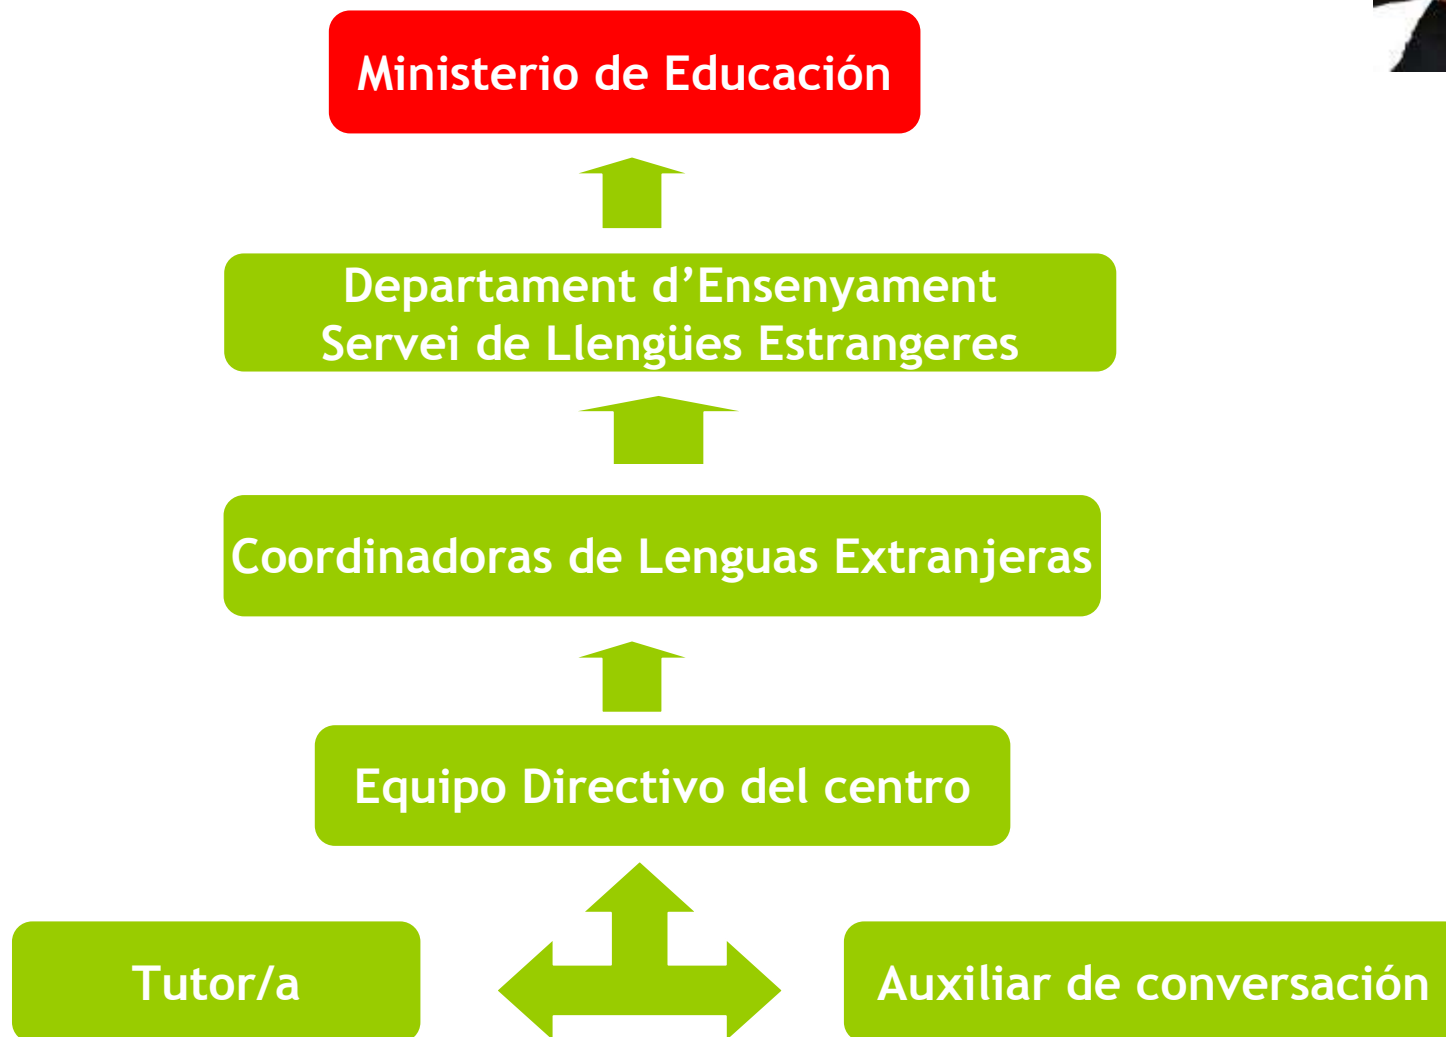 Ministerio de Educación
Departament d’Ensenyament
Servei de Llengües Estrangeres
Coordinadoras de Lenguas Extranjeras
Equipo Directivo del centro
Tutor/a
Auxiliar de conversación